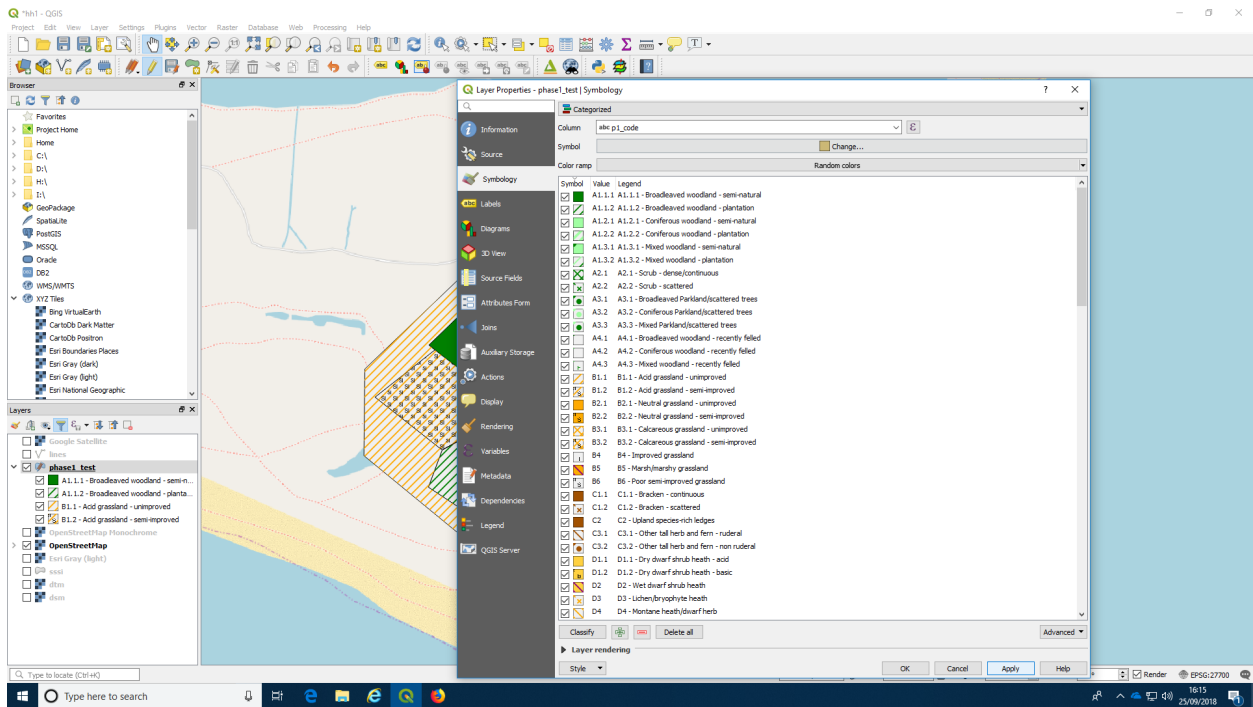 *hh1 - QGIS
Project Edit View Layer Settings Plugins Vector Raster Database Web Processing Help
Browser
Favorites
Project Home
Home
C:\
D:\
H:\
I:\
GeoPackage
SpatiaLite
PostGIS
MSSQL
Oracle
DB2
WMS/WMTS
XYZ Tiles
Bing VirtualEarth
CartoDb Dark Matter
CartoDb Positron
Esri Boundaries Places
Esri Gray (dark)
Esri Gray (light)
Esri National Geographic
Layers
Google Satellite
lines
phase1_test
A1.1.1 - Broadleaved woodland - semi-n...
A1.1.2 - Broadleaved woodland - planta...
B1.1 - Acid grassland - unimproved
B1.2 - Acid grassland - semi-improved
OpenStreetMap Monochrome
OpenStreetMap
Esri Gray (light)
sssi
dtm
dsm
Layer Properties - phase1_test | Symbology
? X
Information
Source
Symbology
Labels
Diagrams
3D View
Source Fields
Attributes Form
Joins
Auxiliary Storage
Actions
Display
Rendering
Variables
Metadata
Dependencies
Legend
QGIS Server
Categorized
Column abc p1_code ε
Symbol Change...
Color ramp Random colors
Symbol Value Legend
A1.1.1 A1.1.1 - Broadleaved woodland - semi-natural
A1.1.2 A1.1.2 - Broadleaved woodland - plantation
A1.2.1 A1.2.1 - Coniferous woodland - semi-natural
A1.2.2 A1.2.2 - Coniferous woodland - plantation
A1.3.1 A1.3.1 - Mixed woodland - semi-natural
A1.3.2 A1.3.2 - Mixed woodland - plantation
A2.1 A2.1 - Scrub - dense/continuous
A2.2 A2.2 - Scrub - scattered
A3.1 A3.1 - Broadleaved Parkland/scattered trees
A3.2 A3.2 - Coniferous Parkland/scattered trees
A3.3 A3.3 - Mixed Parkland/scattered trees
A4.1 A4.1 - Broadleaved woodland - recently felled
A4.2 A4.2 - Coniferous woodland - recently felled
A4.3 A4.3 - Mixed woodland - recently felled
B1.1 B1.1 - Acid grassland - unimproved
B1.2 B1.2 - Acid grassland - semi-improved
B2.1 B2.1 - Neutral grassland - unimproved
B2.2 B2.2 - Neutral grassland - semi-improved
B3.1 B3.1 - Calcareous grassland - unimproved
B3.2 B3.2 - Calcareous grassland - semi-improved
B4 B4 - Improved grassland
B5 B5 - Marsh/marshy grassland
B6 B6 - Poor semi-improved grassland
C1.1 C1.1 - Bracken - continuous
C1.2 C1.2 - Bracken - scattered
C2 C2 - Upland species-rich ledges
C3.1 C3.1 - Other tall herb and fern - ruderal
C3.2 C3.2 - Other tall herb and fern - non ruderal
D1.1 D1.1 - Dry dwarf shrub heath - acid
D1.2 D1.2 - Dry dwarf shrub heath - basic
D2 D2 - Wet dwarf shrub heath
D3 D3 - Lichen/bryophyte heath
D4 D4 - Montane heath/dwarf herb
Classify Delete all Advanced
Layer rendering
Style OK Cancel Apply Help
Type to locate (Ctrl+K)
Render EPSG:27700
Type here to search
16:15
25/09/2018